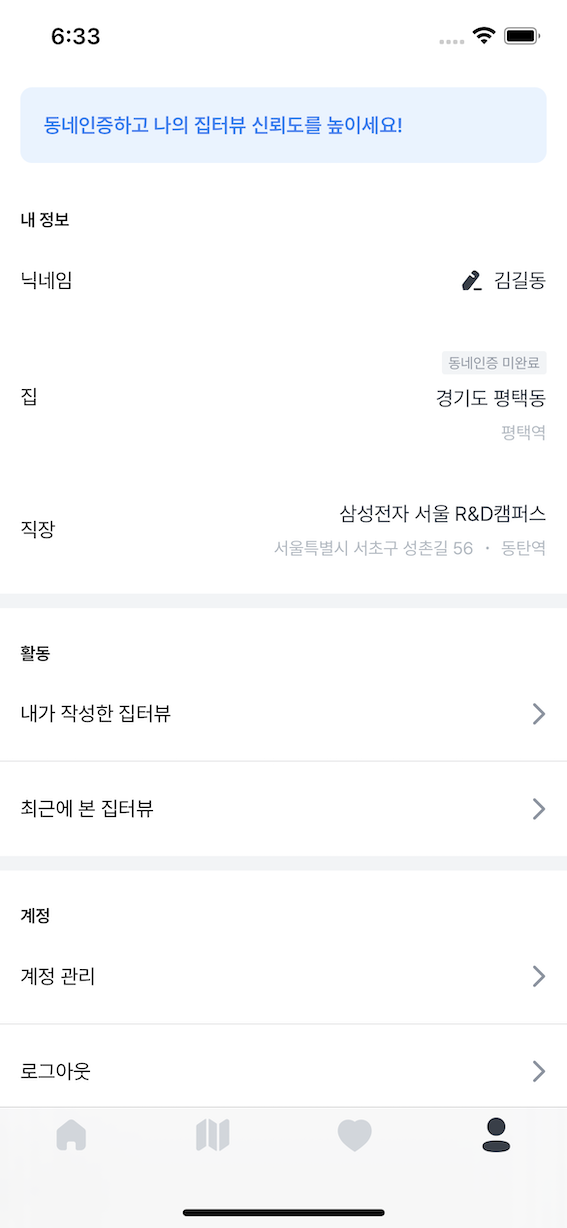 6:33
동네인증하고 나의 집터뷰 신뢰도를 높이세요!
내 정보
닉네임
김길동
동네인증 미완료
집
경기도 평택동
평택역
직장
삼성전자 서울 R&D캠퍼스
서울특별시 서초구 성촌길 56 · 동탄역
활동
내가 작성한 집터뷰
최근에 본 집터뷰
계정
계정 관리
로그아웃